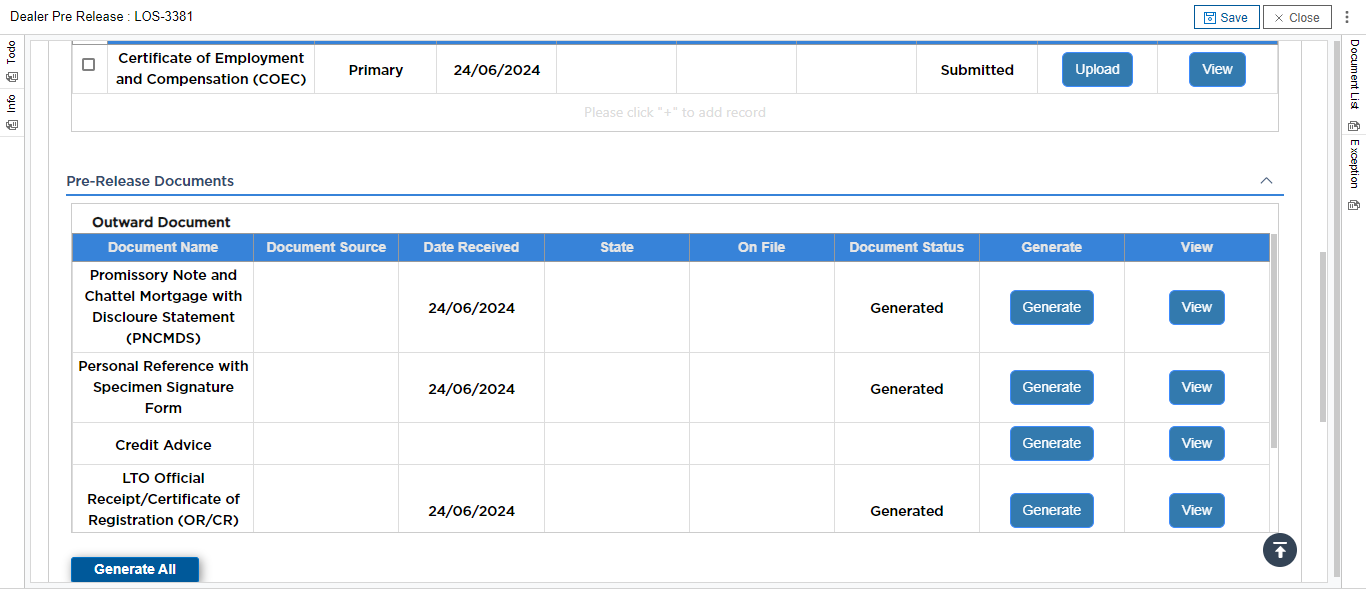 Dealer Pre Release : LOS-3381
Save
Close
Todo
Info
Document List
Exception
Certificate of Employment
and Compensation (COEC)
Primary
24/06/2024
Submitted
Upload
View
Please click "+" to add record
Pre-Release Documents
Outward Document
Document Name
Document Source
Date Received
State
On File
Document Status
Generate
View
Promissory Note and
Chattel Mortgage with
Discloure Statement
(PNCMDS)
24/06/2024
Generated
Generate
View
Personal Reference with
Specimen Signature
Form
24/06/2024
Generated
Generate
View
Credit Advice
Generate
View
LTO Official
Receipt/Certificate of
Registration (OR/CR)
24/06/2024
Generated
Generate
View
Generate All